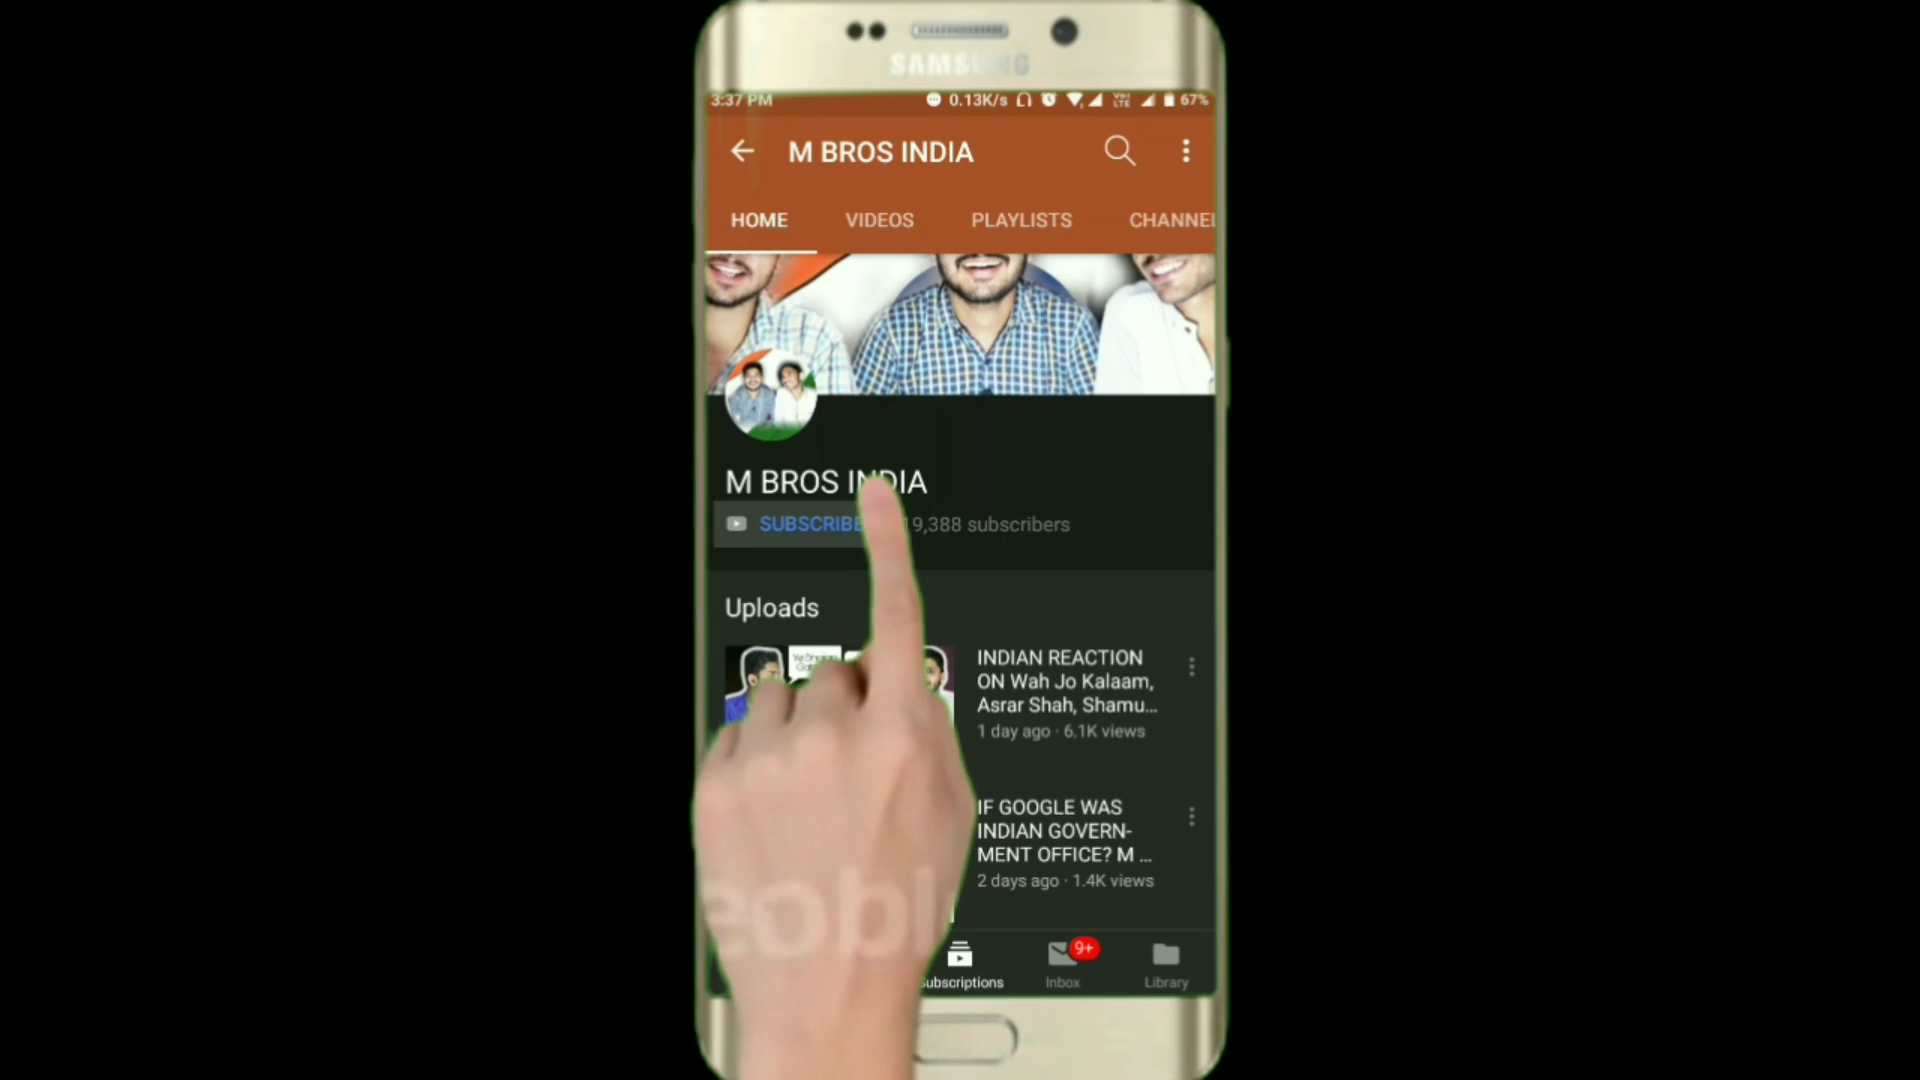 SAMSUNG
3:37 PM
0.13K/s
VoLTE
67%
M BROS INDIA
HOME
VIDEOS
PLAYLISTS
CHANNEL
M BROS INDIA
SUBSCRIBE
19,388 subscribers
Uploads
INDIAN REACTION
ON Wah Jo Kalaam,
Asrar Shah, Shamu...
1 day ago · 6.1K views
IF GOOGLE WAS
INDIAN GOVERN-
MENT OFFICE? M ...
2 days ago · 1.4K views
9+
Subscriptions
Inbox
Library